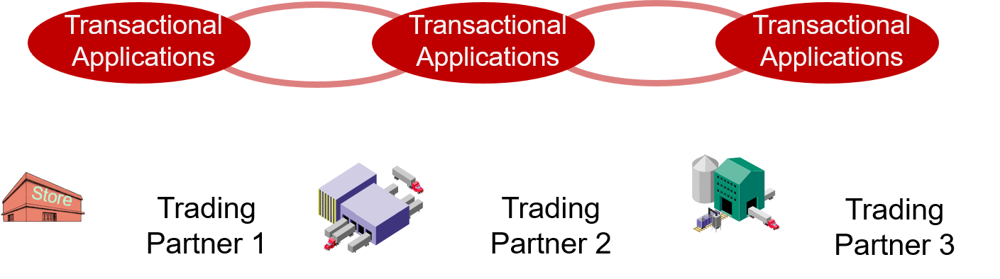 Transactional
Applications
Transactional
Applications
Transactional
Applications
Store
Trading
Partner 1
Trading
Partner 2
Trading
Partner 3